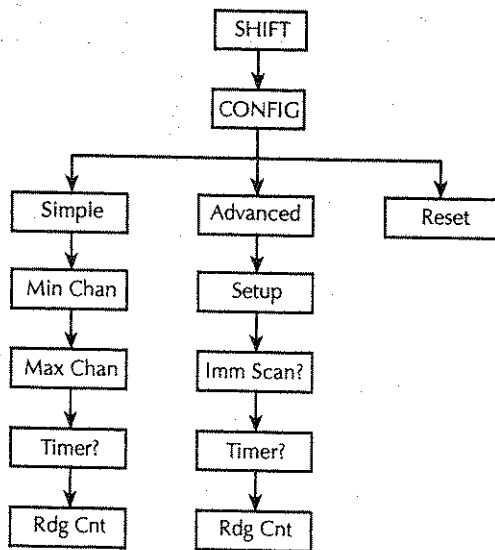 SHIFT
CONFIG
Simple
Advanced
Reset
Min Chan
Setup
Max Chan
Imm Scan?
Timer?
Timer?
Rdg Cnt
Rdg Cnt